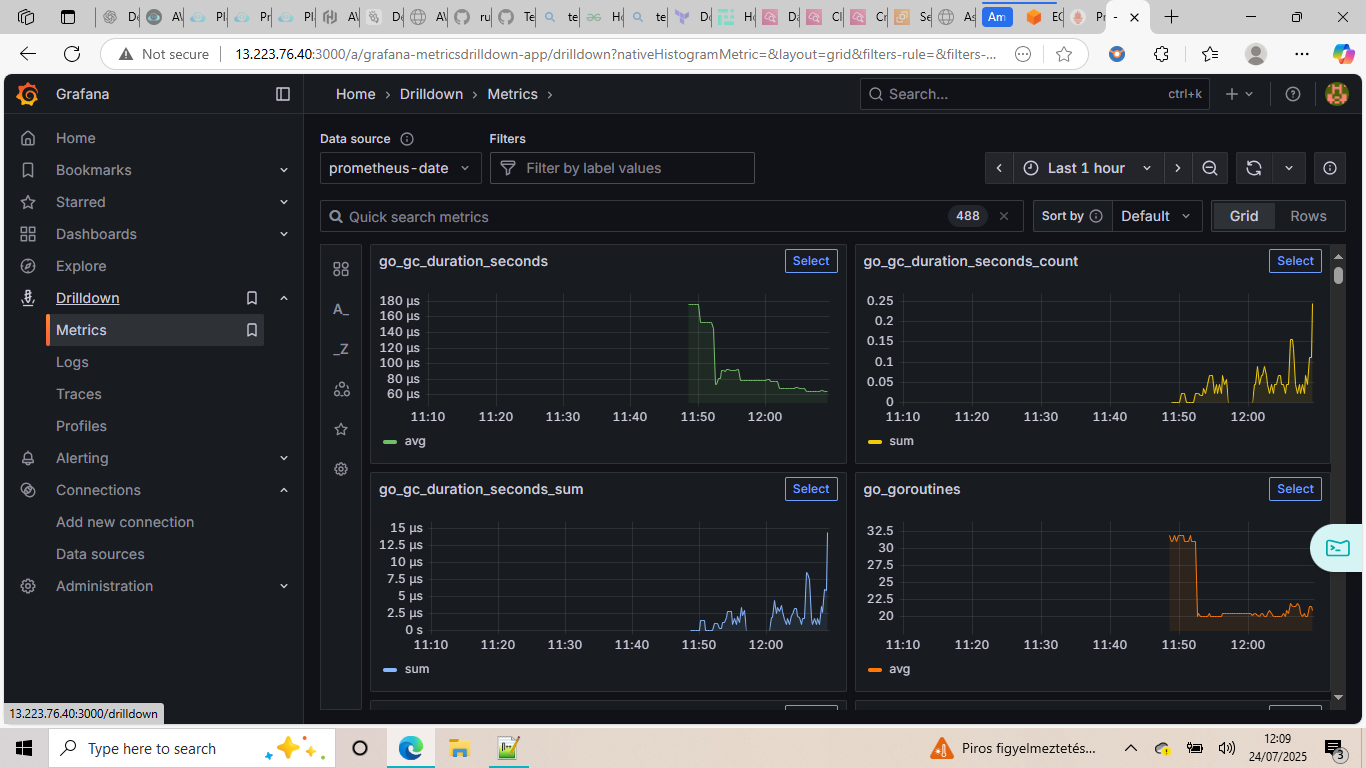 D
A\
Pl
Pr
Pl
A\
D
A\
ru
Te
te
Ho
te
D
H
D
Cl
Cr
Se
As
Am
EC
Pr
-
Not secure
13.223.76.40:3000/a/grafana-metricsdrilldown-app/drilldown?nativeHistogramMetric=&layout=grid&filters-rule=&filters-...
Grafana
Home › Drilldown › Metrics ›
Search...
ctrl+k
Home
Bookmarks
Starred
Dashboards
Explore
Drilldown
Metrics
Logs
Traces
Profiles
Alerting
Connections
Add new connection
Data sources
Administration
Data source
Filters
prometheus-date
Filter by label values
Last 1 hour
Quick search metrics
488
Sort by
Default
Grid
Rows
A_
_Z
go_gc_duration_seconds
Select
180 µs
160 µs
140 µs
120 µs
100 µs
80 µs
60 µs
11:10 11:20 11:30 11:40 11:50 12:00
avg
go_gc_duration_seconds_count
Select
0.25
0.2
0.15
0.1
0.05
0
11:10 11:20 11:30 11:40 11:50 12:00
sum
go_gc_duration_seconds_sum
Select
15 µs
12.5 µs
10 µs
7.5 µs
5 µs
2.5 µs
0 s
11:10 11:20 11:30 11:40 11:50 12:00
sum
go_goroutines
Select
32.5
30
27.5
25
22.5
20
11:10 11:20 11:30 11:40 11:50 12:00
avg
13.223.76.40:3000/drilldown
Type here to search
Piros figyelmeztetés...
12:09
24/07/2025
3